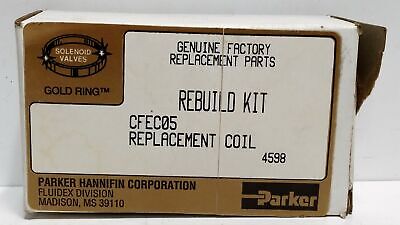 SOLENOID
VALVES
GOLD RING™
GENUINE FACTORY
REPLACEMENT PARTS
REBUILD KIT
CFEC05
REPLACEMENT COIL
4598
PARKER HANNIFIN CORPORATION
FLUIDEX DIVISION
MADISON, MS 39110
Parker